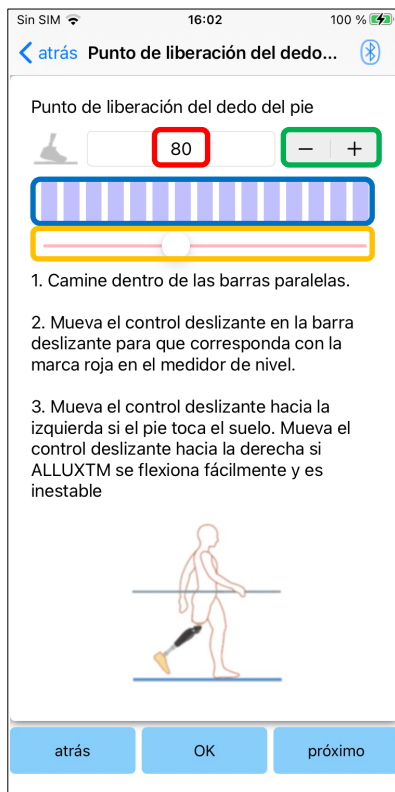 Sin SIM 16:02 100 %
atrás Punto de liberación del dedo...
Punto de liberación del dedo del pie
80 − +
1. Camine dentro de las barras paralelas.
2. Mueva el control deslizante en la barra
deslizante para que corresponda con la
marca roja en el medidor de nivel.
3. Mueva el control deslizante hacia la
izquierda si el pie toca el suelo. Mueva el
control deslizante hacia la derecha si
ALLUXTM se flexiona fácilmente y es
inestable
atrás OK próximo